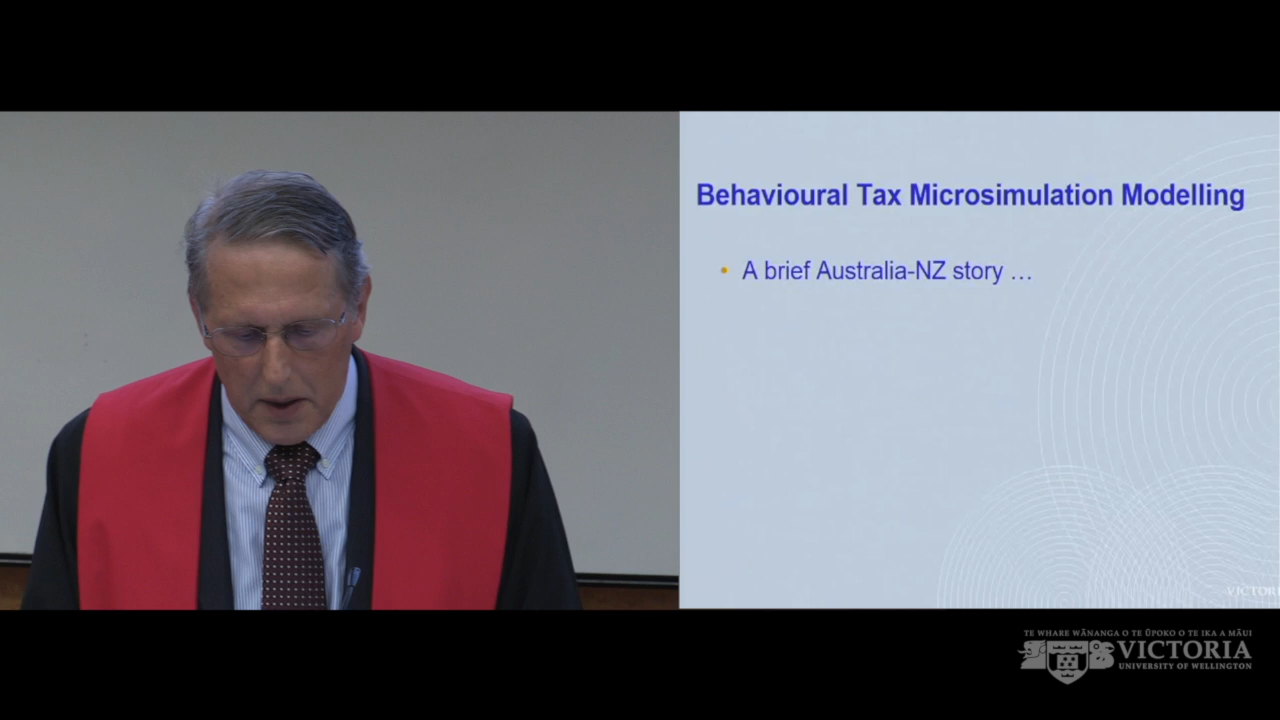 Behavioural Tax Microsimulation Modelling
• A brief Australia-NZ story …
TE WHARE WĀNANGA O TE ŪPOKO O TE IKA A MĀUI
VICTORIA
UNIVERSITY OF WELLINGTON